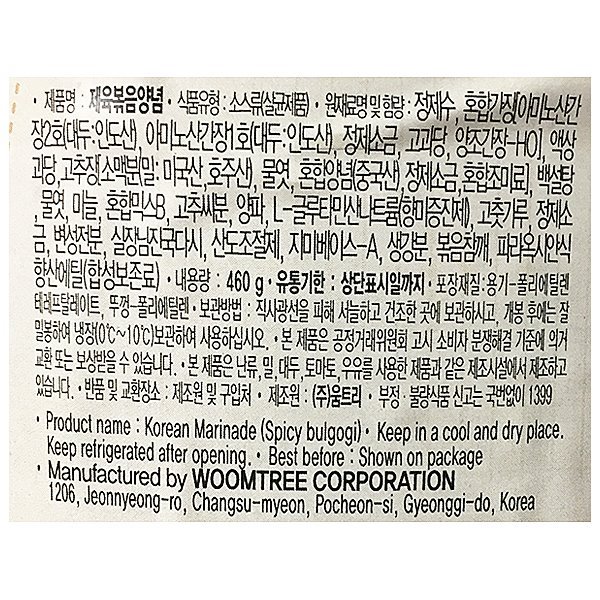 • 제품명 : 제육볶음양념 • 식품유형 : 소스류(살균제품) • 원재료명 및 함량 : 정제수, 혼합간장[아미노산간
장2호(대두:인도산), 아미노산간장1호(대두:인도산), 정제소금, 고과당, 양조간장-HO], 액상
과당, 고추장[소맥분(밀: 미국산, 호주산), 물엿, 혼합양념(중국산), 정제소금, 혼합조미료], 백설탕
, 물엿, 마늘, 혼합믹스B, 고추씨분, 양파, L-글루타민산나트륨(향미증진제), 고춧가루, 정제소
금, 변성전분, 실장님진국다시, 산도조절제, 지미베이스-A, 생강분, 볶음참깨, 파라옥시안식
향산에틸(합성보존료) • 내용량 : 460 g • 유통기한 : 상단표시일까지 • 포장재질 : 용기-폴리에틸렌
테레프탈레이트, 뚜껑-폴리에틸렌 • 보관방법 : 직사광선을 피해 서늘하고 건조한 곳에 보관하시고, 개봉 후에는 잘
밀봉하여 냉장(0℃~10℃)보관하여 사용하십시오. • 본 제품은 공정거래위원회 고시 소비자 분쟁해결 기준에 의거
교환 또는 보상받을 수 있습니다. • 본 제품은 난류, 밀, 대두, 토마토, 우유를 사용한 제품과 같은 제조시설에서 제조하고
있습니다. • 반품 및 교환장소 : 제조원 및 구입처 • 제조원 : (주)움트리 • 부정 · 불량식품 신고는 국번없이 1399
• Product name : Korean Marinade (Spicy bulgogi) • Keep in a cool and dry place.
Keep refrigerated after opening. • Best before : Shown on package
• Manufactured by WOOMTREE CORPORATION
1206, Jeonnyeong-ro, Changsu-myeon, Pocheon-si, Gyeonggi-do, Korea